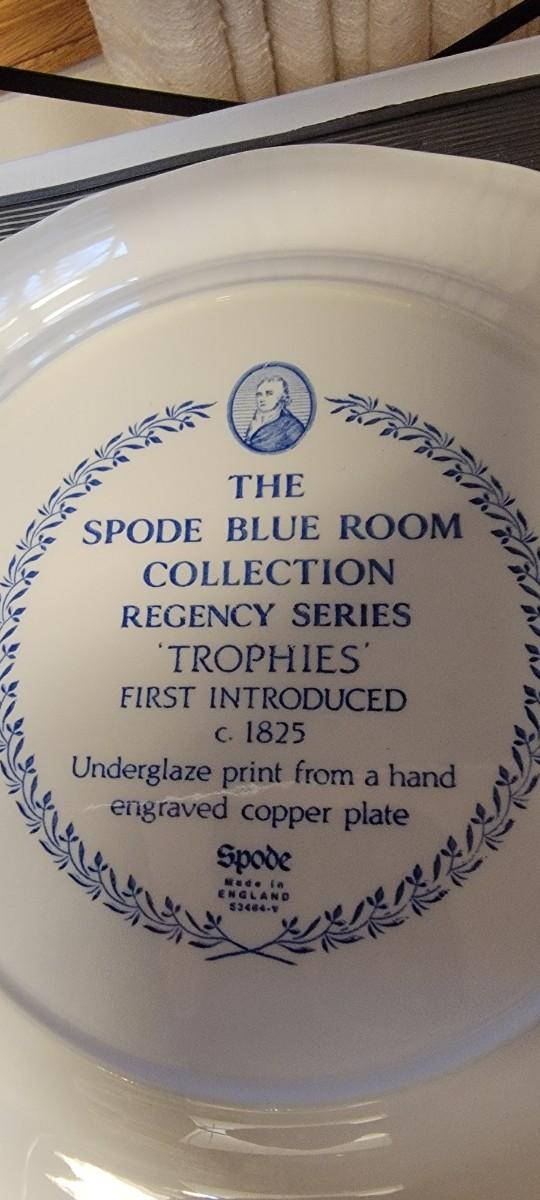 THE
SPODE BLUE ROOM
COLLECTION
REGENCY SERIES
'TROPHIES'
FIRST INTRODUCED
c. 1825
Underglaze print from a hand
engraved copper plate
Spode
Made in
ENGLAND
S3464-V